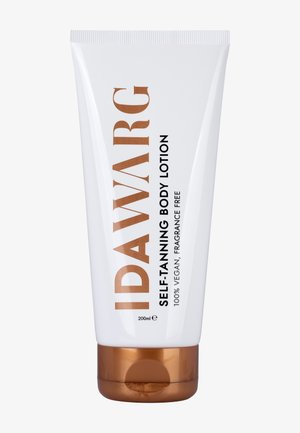 IDAWARG
SELF-TANNING BODY LOTION
100% VEGAN, FRAGRANCE FREE
200ml ℮